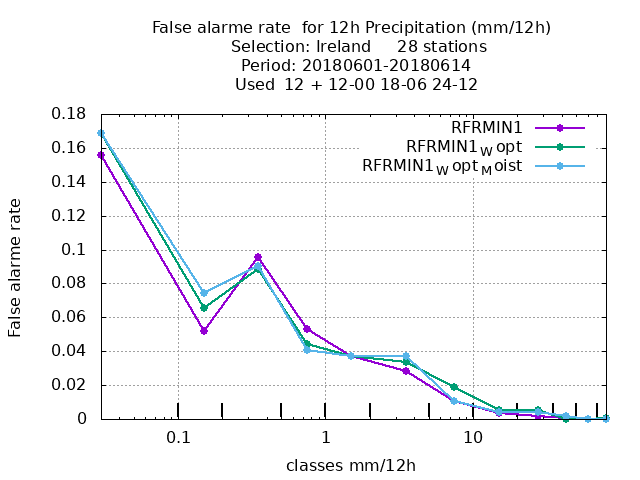 False alarme rate  for 12h Precipitation (mm/12h)
Selection: Ireland     28 stations
Period: 20180601-20180614
Used  12 + 12-00 18-06 24-12
0.18
0.16
0.14
0.12
0.1
0.08
0.06
0.04
0.02
0
False alarme rate
RFRMIN1
RFRMIN1Wopt
RFRMIN1WoptMoist
0.1 1 10
classes mm/12h